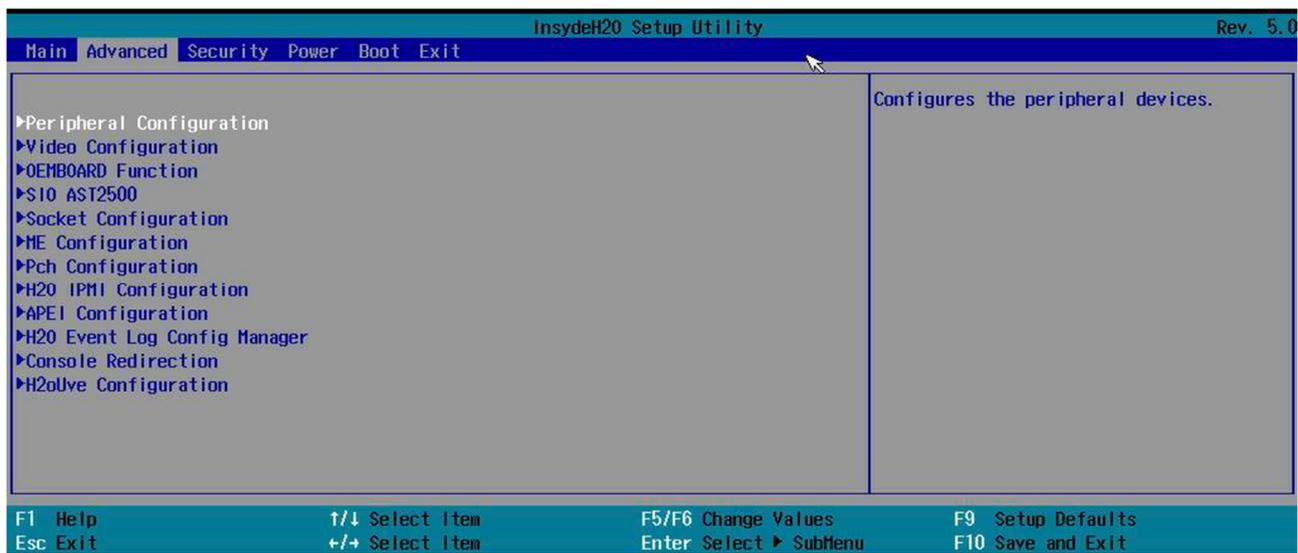 InsydeH20 Setup Utility Rev. 5.0
Main Advanced Security Power Boot Exit
Configures the peripheral devices.
▶Peripheral Configuration
▶Video Configuration
▶OEMBOARD Function
▶SIO AST2500
▶Socket Configuration
▶ME Configuration
▶Pch Configuration
▶H20 IPMI Configuration
▶APEI Configuration
▶H20 Event Log Config Manager
▶Console Redirection
▶H2oUve Configuration
F1 Help ↑/↓ Select Item F5/F6 Change Values F9 Setup Defaults
Esc Exit ←/→ Select Item Enter Select ▶ SubMenu F10 Save and Exit